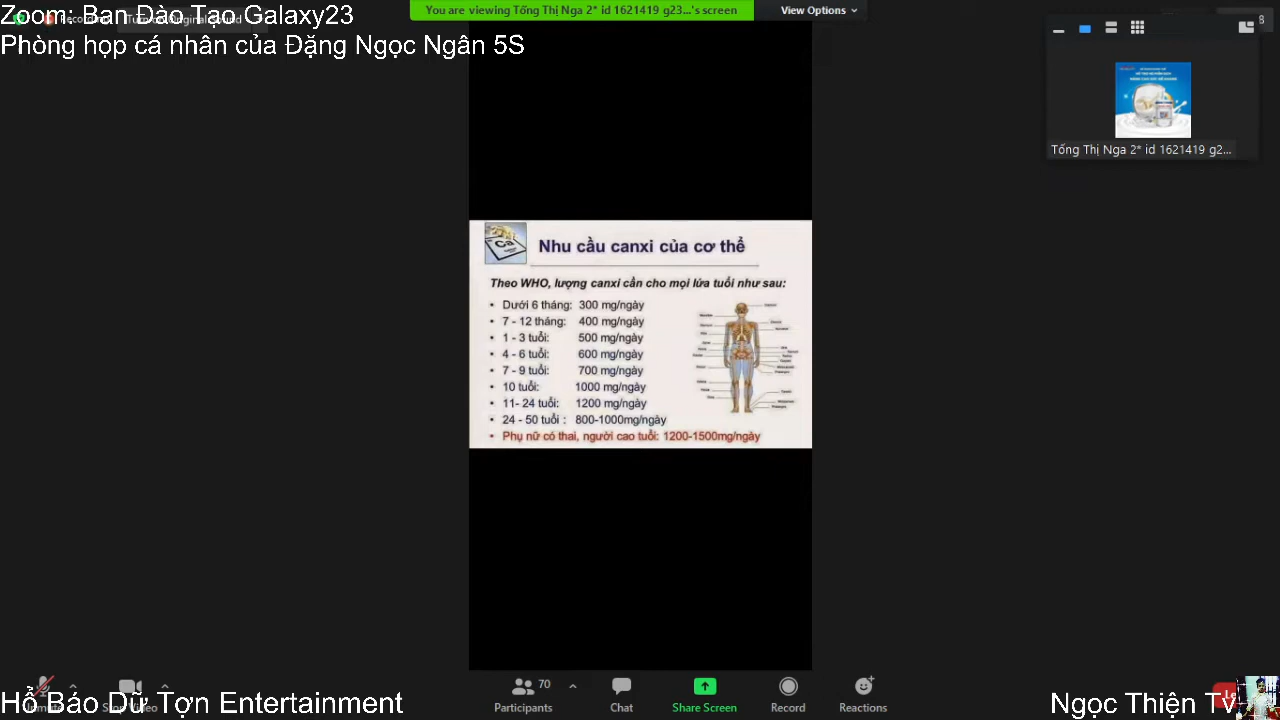 Zoom: Ban Đào Tạo Galaxy23
Phòng họp cá nhân của Đặng Ngọc Ngân 5S
You are viewing Tống Thị Nga 2* id 1621419 g23...'s screen
View Options
Tống Thị Nga 2* id 1621419 g2...
Ca
Nhu cầu canxi của cơ thể
Theo WHO, lượng canxi cần cho mọi lứa tuổi như sau:
• Dưới 6 tháng: 300 mg/ngày
• 7 - 12 tháng: 400 mg/ngày
• 1 - 3 tuổi: 500 mg/ngày
• 4 - 6 tuổi: 600 mg/ngày
• 7 - 9 tuổi: 700 mg/ngày
• 10 tuổi: 1000 mg/ngày
• 11- 24 tuổi: 1200 mg/ngày
• 24 - 50 tuổi : 800-1000mg/ngày
• Phụ nữ có thai, người cao tuổi: 1200-1500mg/ngày
Hổ Báo Dừ Tợn Entertainment
70
Participants
Chat
Share Screen
Record
Reactions
Ngọc Thiện Tv